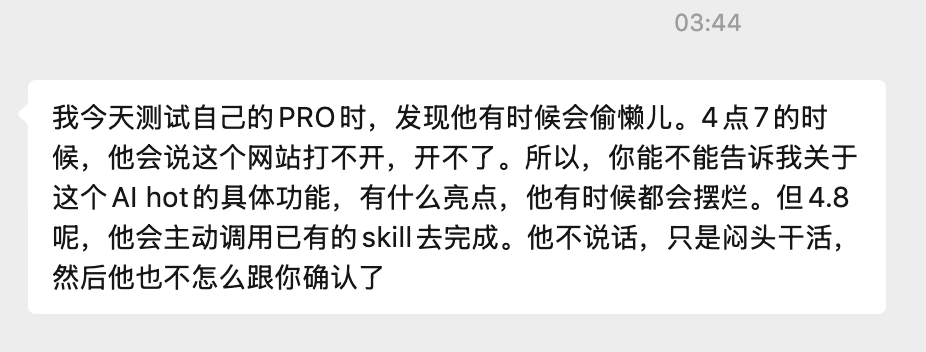 03:44
我今天测试自己的PRO时，发现他有时候会偷懒儿。4点7的时
候，他会说这个网站打不开，开不了。所以，你能不能告诉我关于
这个AI hot的具体功能，有什么亮点，他有时候都会摆烂。但4.8
呢，他会主动调用已有的skill去完成。他不说话，只是闷头干活，
然后他也不怎么跟你确认了